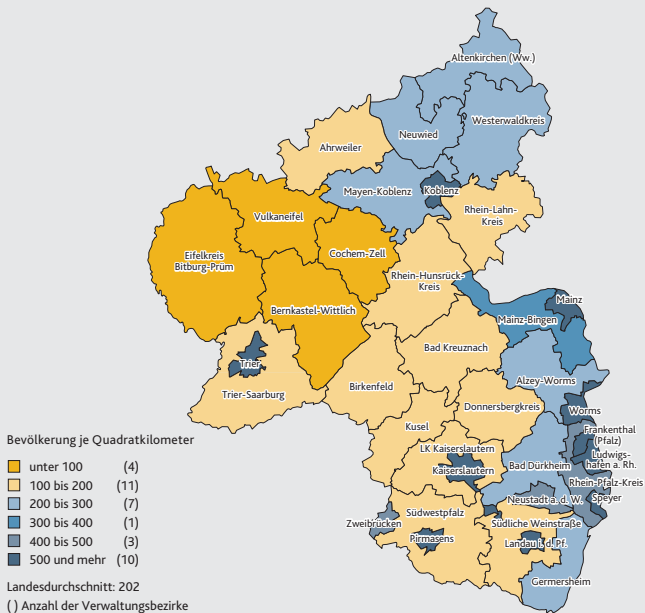 Altenkirchen (Ww.)
Westerwaldkreis
Neuwied
Ahrweiler
Mayen-Koblenz
Koblenz
Rhein-Lahn-
Kreis
Vulkaneifel
Cochem-Zell
Eifelkreis
Bitburg-Prüm
Rhein-Hunsrück-
Kreis
Bernkastel-Wittlich
Mainz
Mainz-Bingen
Bad Kreuznach
Trier
Alzey-Worms
Birkenfeld
Trier-Saarburg
Donnersbergkreis
Worms
Kusel
Frankenthal
(Pfalz)
LK Kaiserslautern
Ludwigs-
hafen a. Rh.
Kaiserslautern
Bad Dürkheim
Rhein-Pfalz-Kreis
Neustadt a. d. W.
Speyer
Südwestpfalz
Zweibrücken
Südliche Weinstraße
Pirmasens
Landau i. d. Pf.
Germersheim
Bevölkerung je Quadratkilometer
unter 100 (4)
100 bis 200 (11)
200 bis 300 (7)
300 bis 400 (1)
400 bis 500 (3)
500 und mehr (10)
Landesdurchschnitt: 202
( ) Anzahl der Verwaltungsbezirke